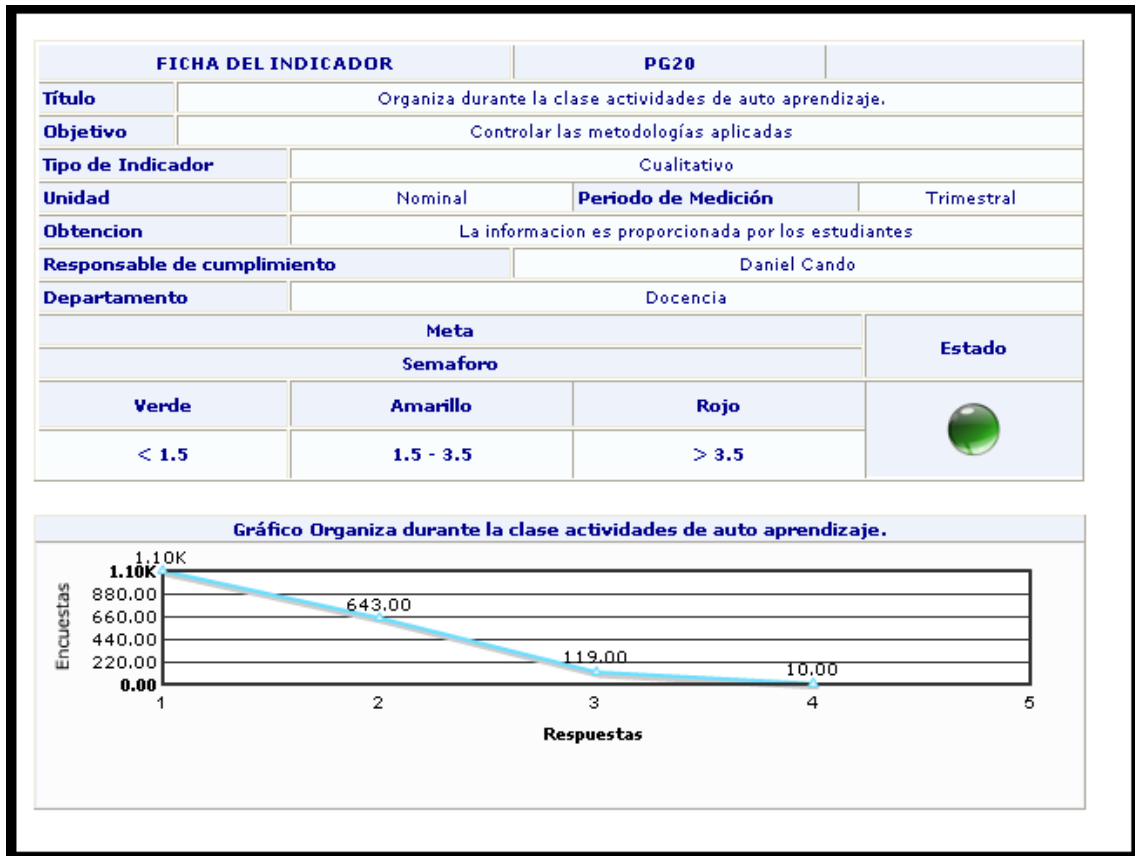 FICHA DEL INDICADOR PG20
Título Organiza durante la clase actividades de auto aprendizaje.
Objetivo Controlar las metodologías aplicadas
Tipo de Indicador Cualitativo
Unidad Nominal Periodo de Medición Trimestral
Obtencion La informacion es proporcionada por los estudiantes
Responsable de cumplimiento Daniel Cando
Departamento Docencia
Meta
Estado
Semaforo
Verde Amarillo Rojo
< 1.5 1.5 - 3.5 > 3.5
Gráfico Organiza durante la clase actividades de auto aprendizaje.
1.10K
1.10K
880.00
660.00 643.00
440.00
220.00 119.00 10.00
0.00
Encuestas
1 2 3 4 5
Respuestas